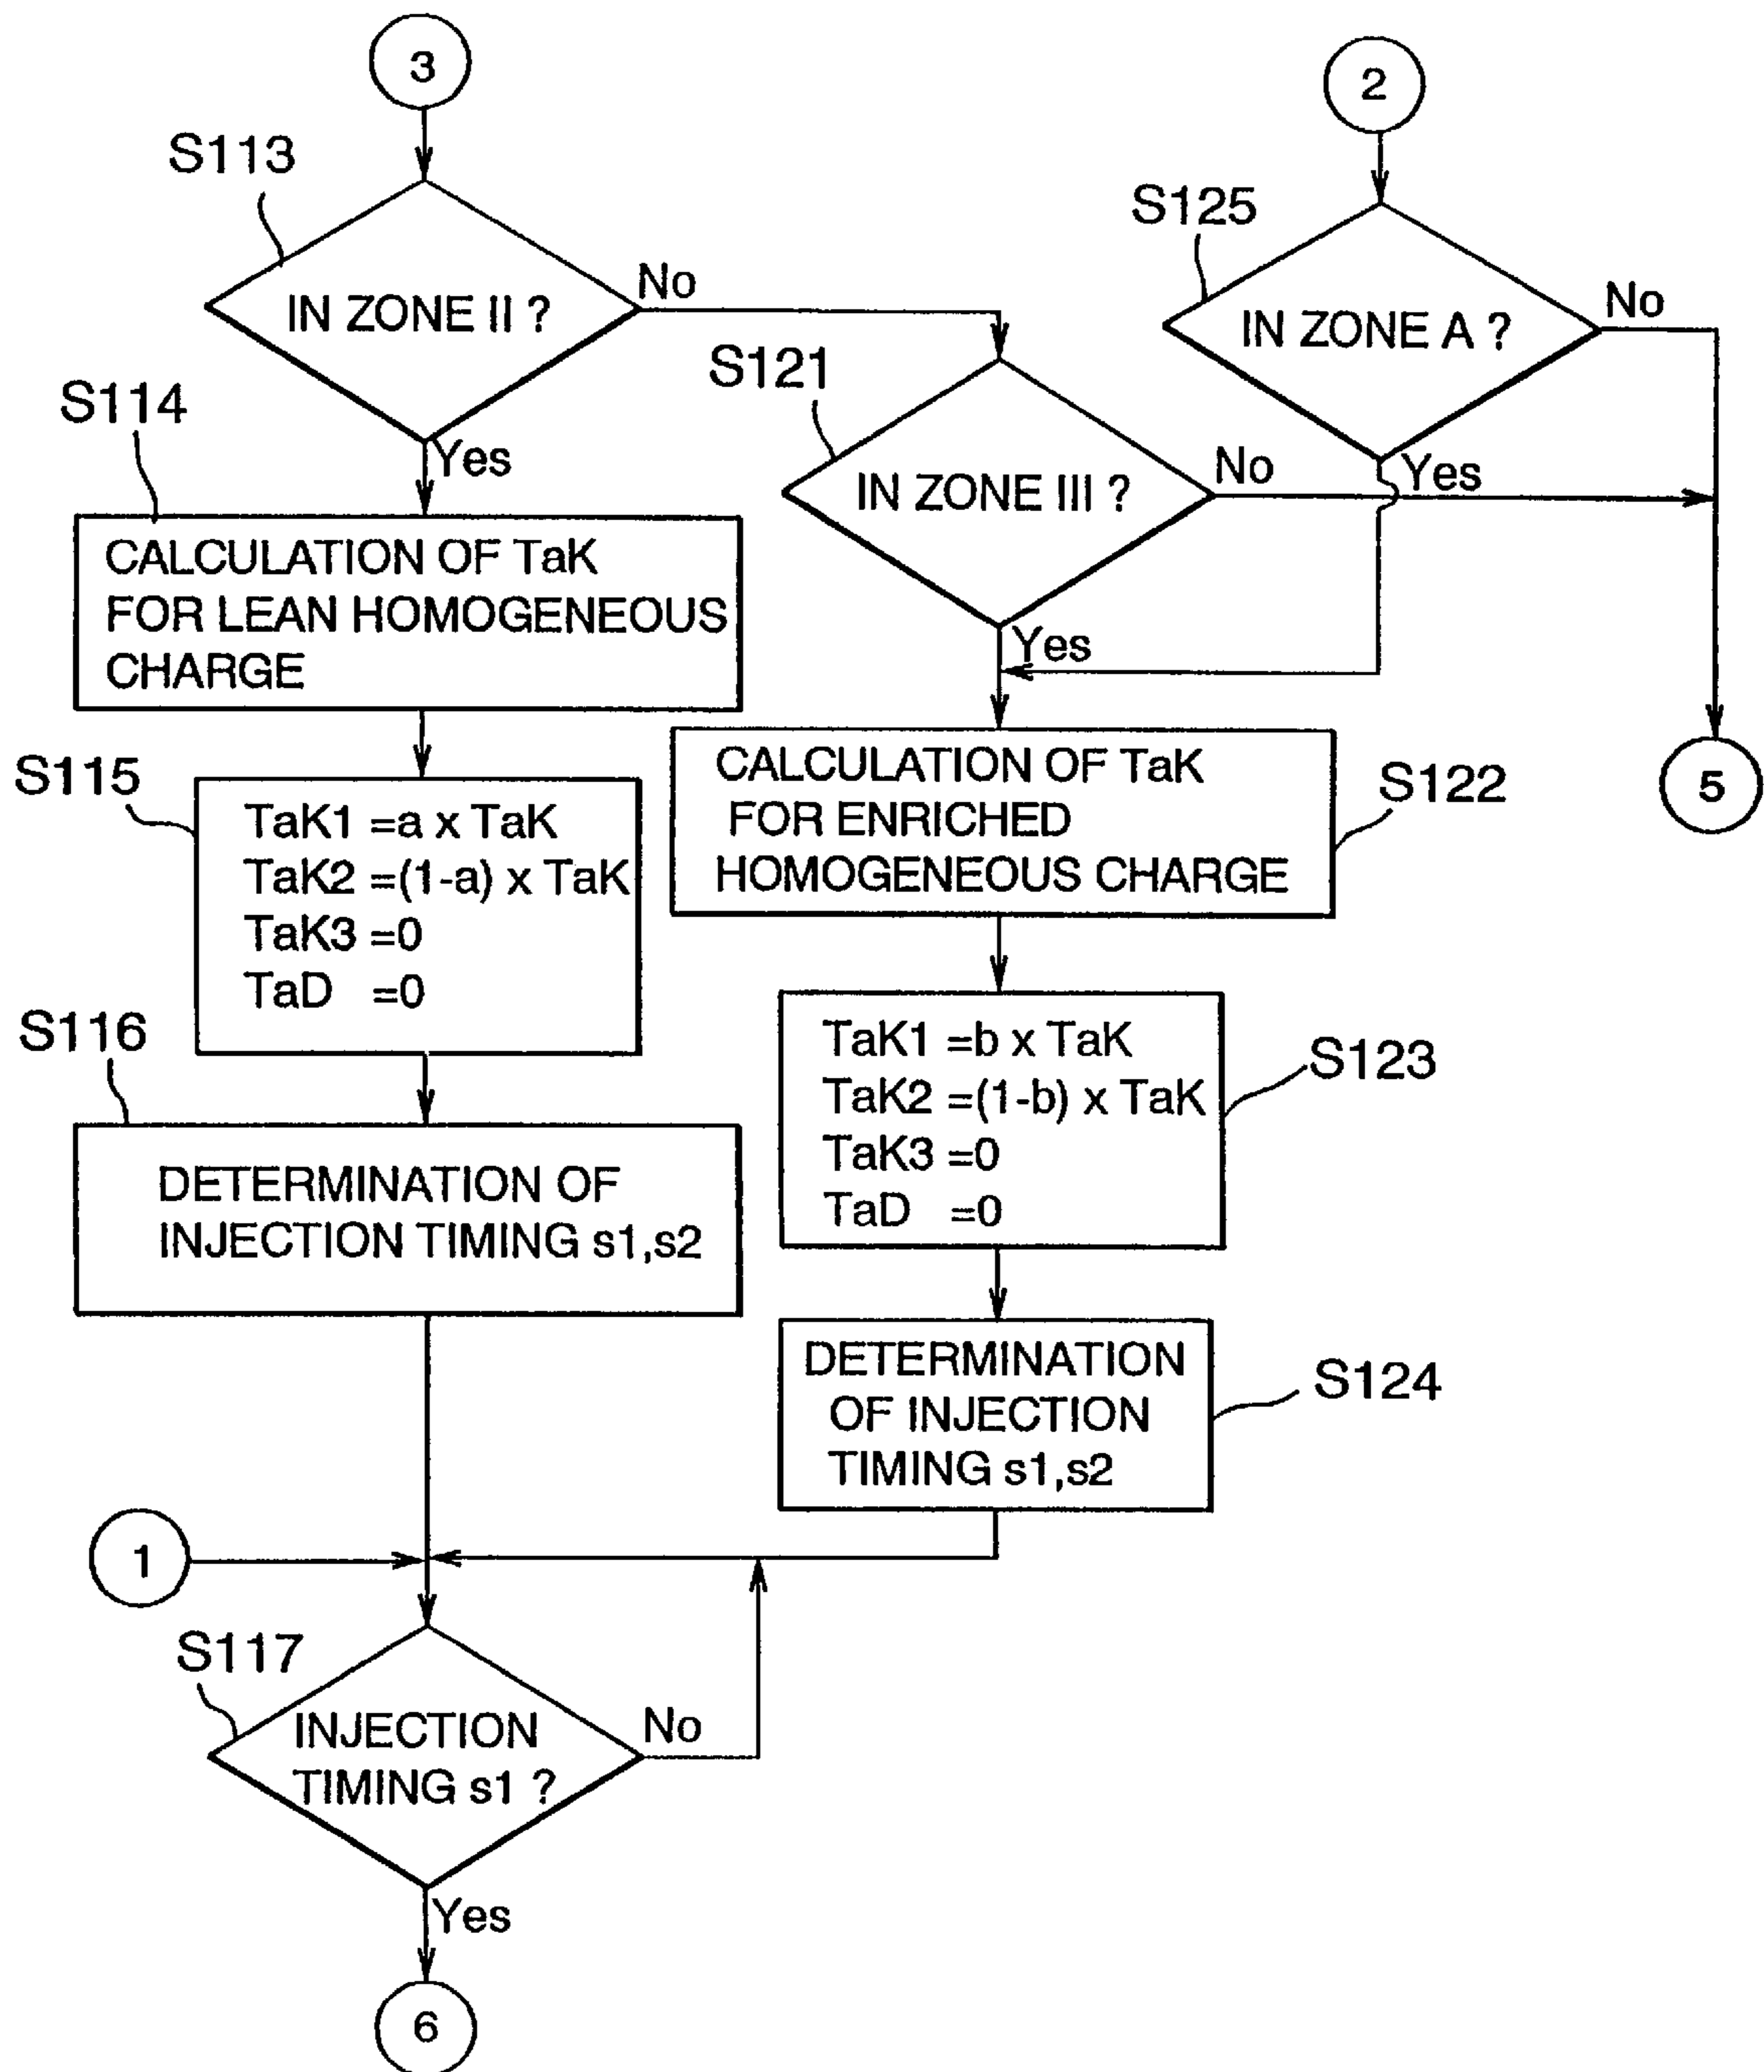 3
S113
IN ZONE II ?
No
Yes
S114
CALCULATION OF TaK
FOR LEAN HOMOGENEOUS
CHARGE
S115
TaK1 =a x TaK
TaK2 =(1-a) x TaK
TaK3 =0
TaD =0
S116
DETERMINATION OF
INJECTION TIMING s1,s2
1
S117
INJECTION
TIMING s1 ?
No
Yes
6
S121
IN ZONE III ?
No
Yes
2
S125
IN ZONE A ?
No
Yes
5
CALCULATION OF TaK
FOR ENRICHED
HOMOGENEOUS CHARGE
S122
TaK1 =b x TaK
TaK2 =(1-b) x TaK
TaK3 =0
TaD =0
S123
DETERMINATION
OF INJECTION
TIMING s1,s2
S124